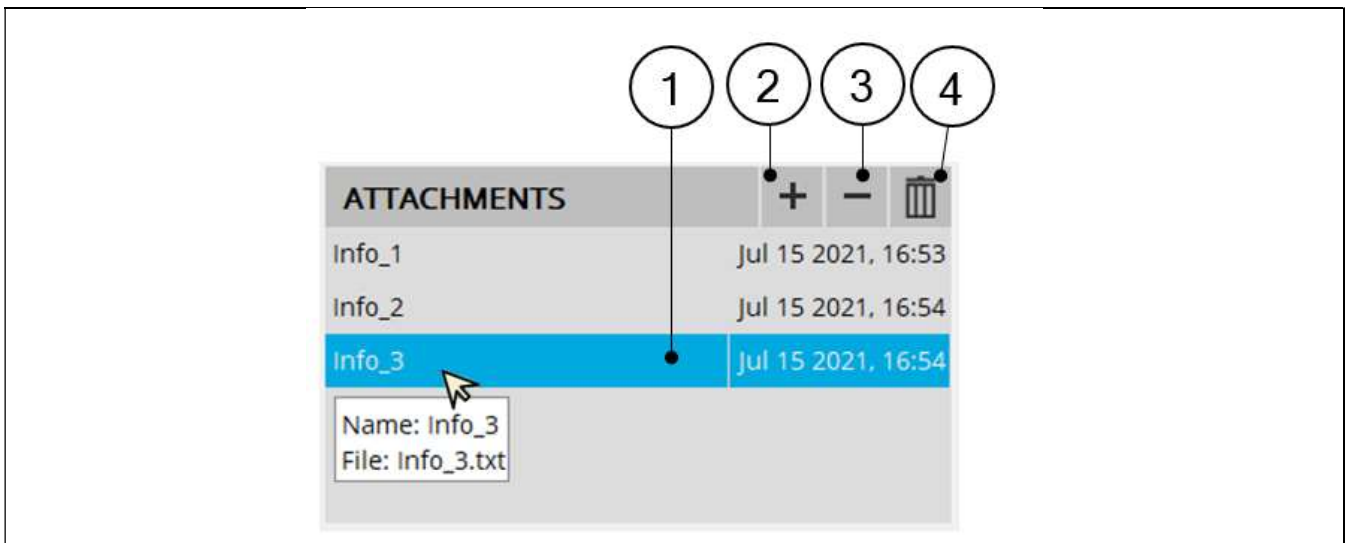 1 2 3 4
ATTACHMENTS + −
Info_1 Jul 15 2021, 16:53
Info_2 Jul 15 2021, 16:54
Info_3 Jul 15 2021, 16:54
Name: Info_3
File: Info_3.txt